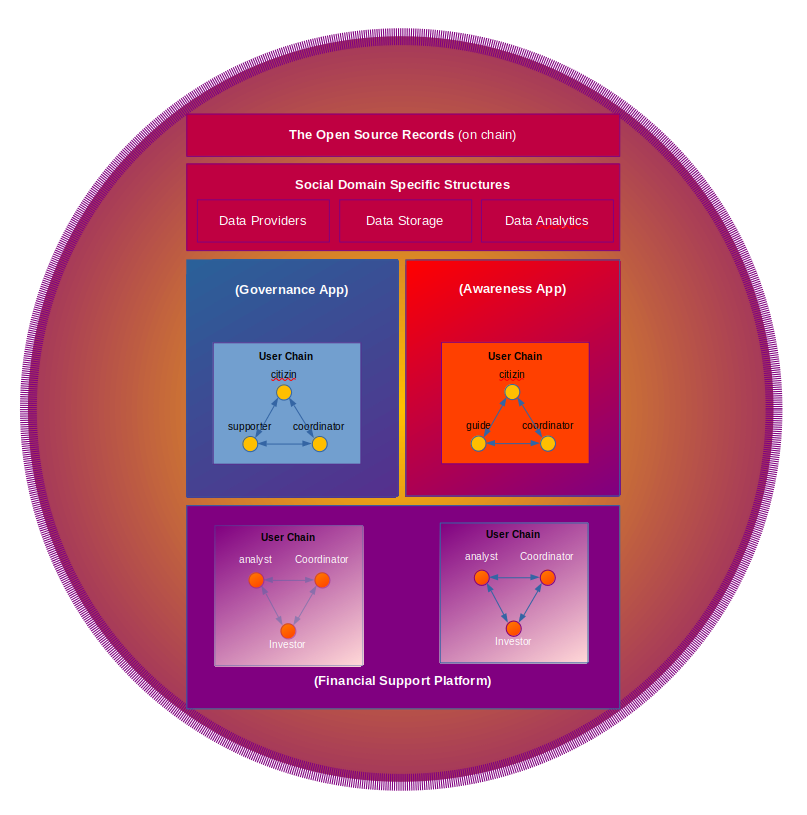 The Open Source Records (on chain)
Social Domain Specific Structures
Data Providers
Data Storage
Data Analytics
(Governance App)
User Chain
citizin
supporter
coordinator
(Awareness App)
User Chain
citizin
guide
coordinator
User Chain
analyst
Coordinator
Investor
User Chain
analyst
Coordinator
Investor
(Financial Support Platform)